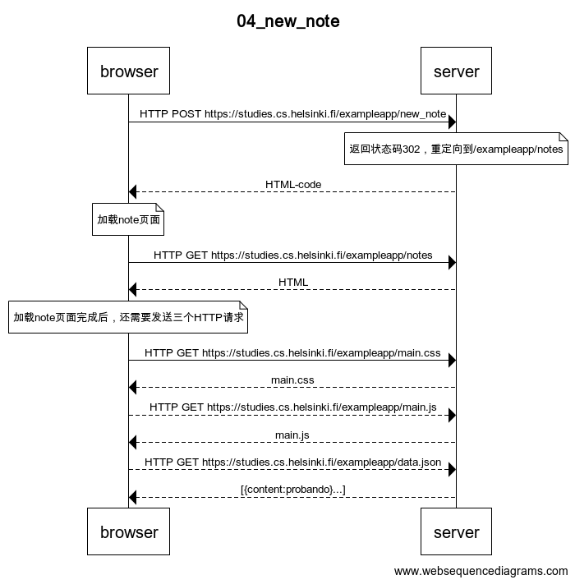 04_new_note
browser
server
HTTP POST https://studies.cs.helsinki.fi/exampleapp/new_note
返回状态码302，重定向到/exampleapp/notes
HTML-code
加载note页面
HTTP GET https://studies.cs.helsinki.fi/exampleapp/notes
HTML
加载note页面完成后，还需要发送三个HTTP请求
HTTP GET https://studies.cs.helsinki.fi/exampleapp/main.css
main.css
HTTP GET https://studies.cs.helsinki.fi/exampleapp/main.js
main.js
HTTP GET https://studies.cs.helsinki.fi/exampleapp/data.json
[{content:probando}...]
browser
server
www.websequencediagrams.com